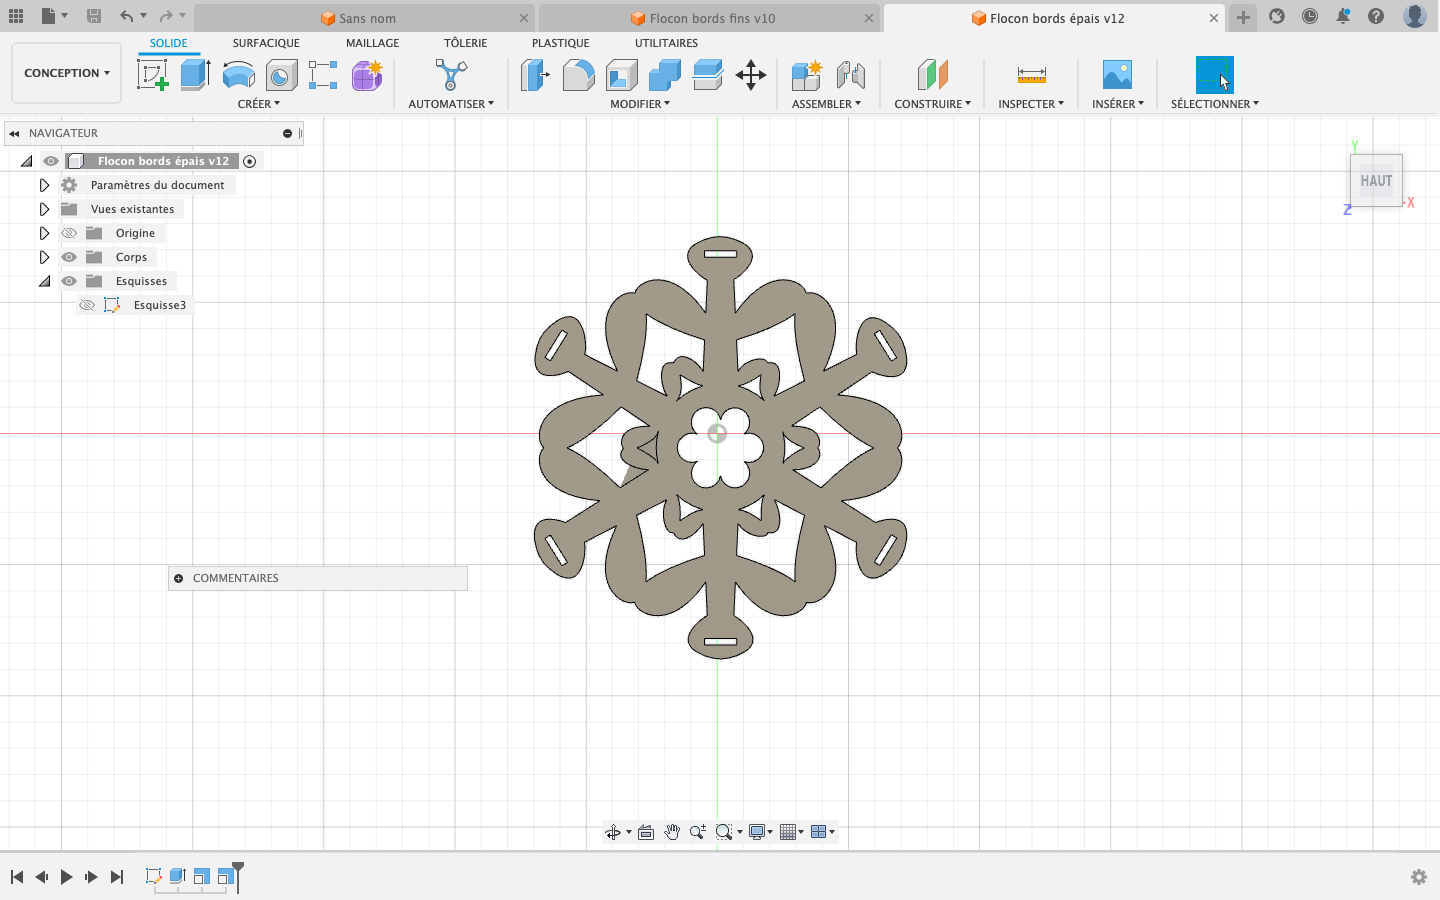 Sans nom
Flocon bords fins v10
Flocon bords épais v12
CONCEPTION
SOLIDE
SURFACIQUE
MAILLAGE
TÔLERIE
PLASTIQUE
UTILITAIRES
CRÉER
AUTOMATISER
MODIFIER
ASSEMBLER
CONSTRUIRE
INSPECTER
INSÉRER
SÉLECTIONNER
NAVIGATEUR
Flocon bords épais v12
Paramètres du document
Vues existantes
Origine
Corps
Esquisses
Esquisse3
Y
HAUT
X
Z
COMMENTAIRES